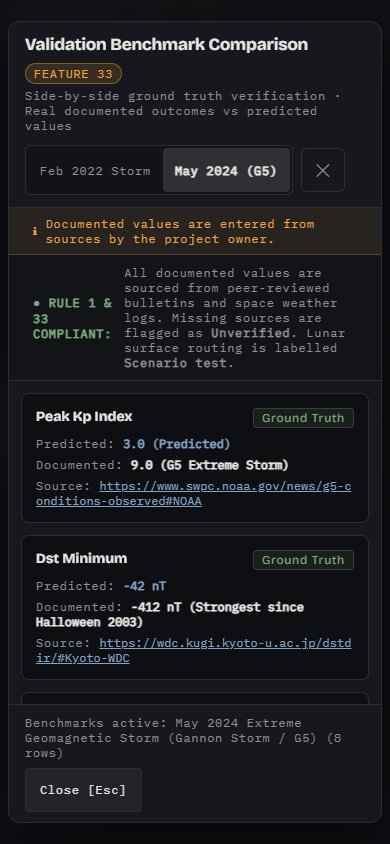 Validation Benchmark Comparison
FEATURE 33
Side-by-side ground truth verification ·
Real documented outcomes vs predicted
values
Feb 2022 Storm
May 2024 (G5)
ℹ Documented values are entered from
sources by the project owner.
● RULE 1 &
33
COMPLIANT:
All documented values are
sourced from peer-reviewed
bulletins and space weather
logs. Missing sources are
flagged as Unverified. Lunar
surface routing is labelled
Scenario test.
Peak Kp Index
Ground Truth
Predicted: 3.0 (Predicted)
Documented: 9.0 (G5 Extreme Storm)
Source: https://www.swpc.noaa.gov/news/g5-c
onditions-observed#NOAA
Dst Minimum
Ground Truth
Predicted: -42 nT
Documented: -412 nT (Strongest since
Halloween 2003)
Source: https://wdc.kugi.kyoto-u.ac.jp/dstd
ir/#Kyoto-WDC
Benchmarks active: May 2024 Extreme
Geomagnetic Storm (Gannon Storm / G5) (8
rows)
Close [Esc]